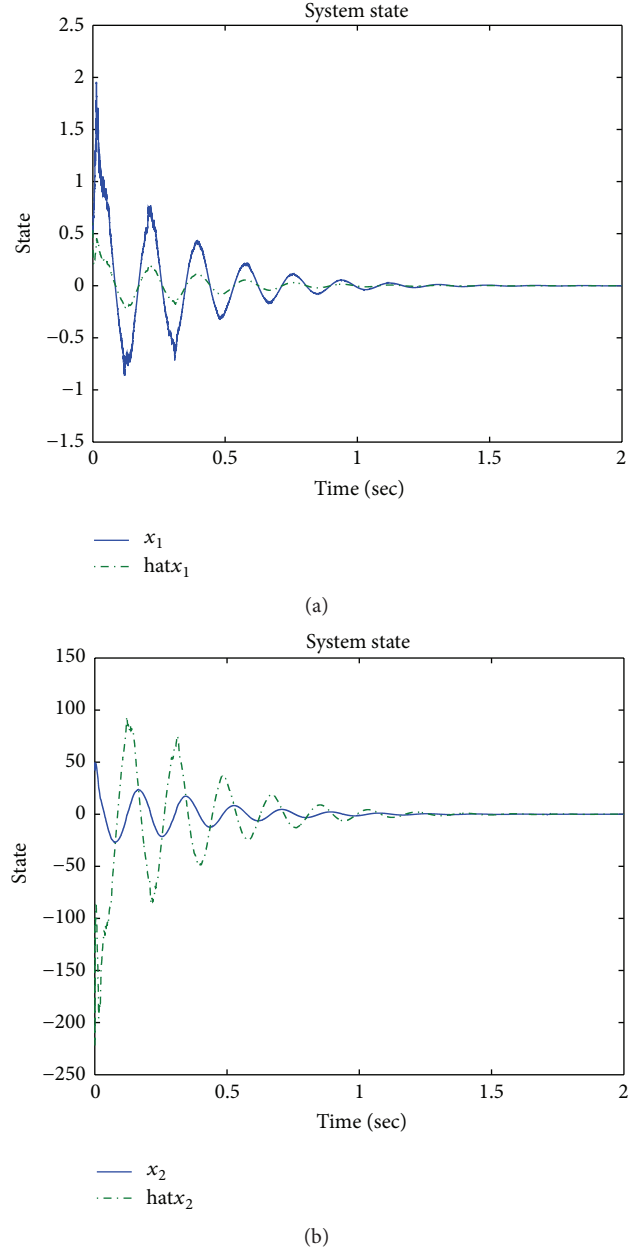 System state
2.5
2
1.5
1
0.5
0
−0.5
−1
−1.5
State
0 0.5 1 1.5 2
Time (sec)
x₁
hatx₁
(a)
System state
150
100
50
0
−50
−100
−150
−200
−250
State
0 0.5 1 1.5 2
Time (sec)
x₂
hatx₂
(b)